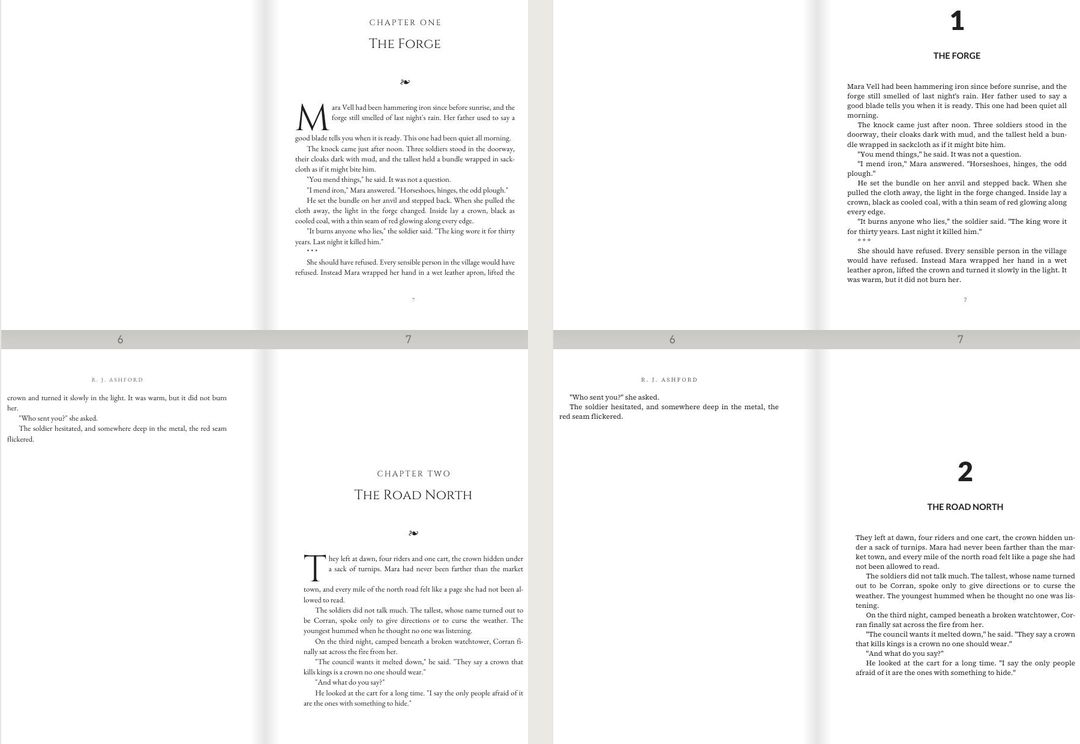 CHAPTER ONE
THE FORGE
Mara Vell had been hammering iron since before sunrise, and the
forge still smelled of last night's rain. Her father used to say a
good blade tells you when it is ready. This one had been quiet all morning.
The knock came just after noon. Three soldiers stood in the doorway,
their cloaks dark with mud, and the tallest held a bundle wrapped in sack-
cloth as if it might bite him.
"You mend things," he said. It was not a question.
"I mend iron," Mara answered. "Horseshoes, hinges, the odd plough."
He set the bundle on her anvil and stepped back. When she pulled the
cloth away, the light in the forge changed. Inside lay a crown, black as
cooled coal, with a thin seam of red glowing along every edge.
"It burns anyone who lies," the soldier said. "The king wore it for thirty
years. Last night it killed him."
* * *
She should have refused. Every sensible person in the village would have
refused. Instead Mara wrapped her hand in a wet leather apron, lifted the
7
6
7
R. J. ASHFORD
crown and turned it slowly in the light. It was warm, but it did not burn
her.
"Who sent you?" she asked.
The soldier hesitated, and somewhere deep in the metal, the red seam
flickered.
CHAPTER TWO
THE ROAD NORTH
They left at dawn, four riders and one cart, the crown hidden under
a sack of turnips. Mara had never been farther than the market
town, and every mile of the north road felt like a page she had not been al-
lowed to read.
The soldiers did not talk much. The tallest, whose name turned out to
be Corran, spoke only to give directions or to curse the weather. The
youngest hummed when he thought no one was listening.
On the third night, camped beneath a broken watchtower, Corran fi-
nally sat across the fire from her.
"The council wants it melted down," he said. "They say a crown that
kills kings is a crown no one should wear."
"And what do you say?"
He looked at the cart for a long time. "I say the only people afraid of it
are the ones with something to hide."
1
THE FORGE
Mara Vell had been hammering iron since before sunrise, and the
forge still smelled of last night's rain. Her father used to say a
good blade tells you when it is ready. This one had been quiet all
morning.
The knock came just after noon. Three soldiers stood in the
doorway, their cloaks dark with mud, and the tallest held a bun-
dle wrapped in sackcloth as if it might bite him.
"You mend things," he said. It was not a question.
"I mend iron," Mara answered. "Horseshoes, hinges, the odd
plough."
He set the bundle on her anvil and stepped back. When she
pulled the cloth away, the light in the forge changed. Inside lay a
crown, black as cooled coal, with a thin seam of red glowing along
every edge.
"It burns anyone who lies," the soldier said. "The king wore it
for thirty years. Last night it killed him."
* * *
She should have refused. Every sensible person in the village
would have refused. Instead Mara wrapped her hand in a wet
leather apron, lifted the crown and turned it slowly in the light. It
was warm, but it did not burn her.
7
6
7
R. J. ASHFORD
"Who sent you?" she asked.
The soldier hesitated, and somewhere deep in the metal, the
red seam flickered.
2
THE ROAD NORTH
They left at dawn, four riders and one cart, the crown hidden un-
der a sack of turnips. Mara had never been farther than the mar-
ket town, and every mile of the north road felt like a page she had
not been allowed to read.
The soldiers did not talk much. The tallest, whose name turned
out to be Corran, spoke only to give directions or to curse the
weather. The youngest hummed when he thought no one was lis-
tening.
On the third night, camped beneath a broken watchtower, Cor-
ran finally sat across the fire from her.
"The council wants it melted down," he said. "They say a crown
that kills kings is a crown no one should wear."
"And what do you say?"
He looked at the cart for a long time. "I say the only people
afraid of it are the ones with something to hide."